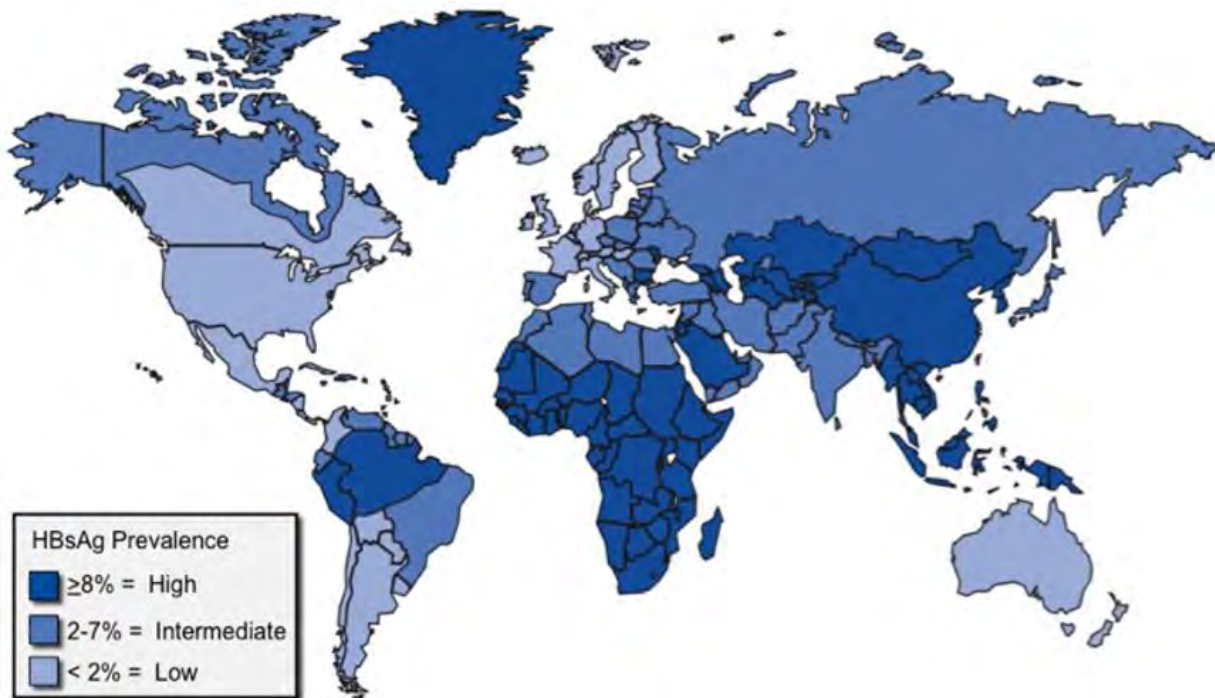 HBsAg Prevalence
≥8% = High
2-7% = Intermediate
< 2% = Low